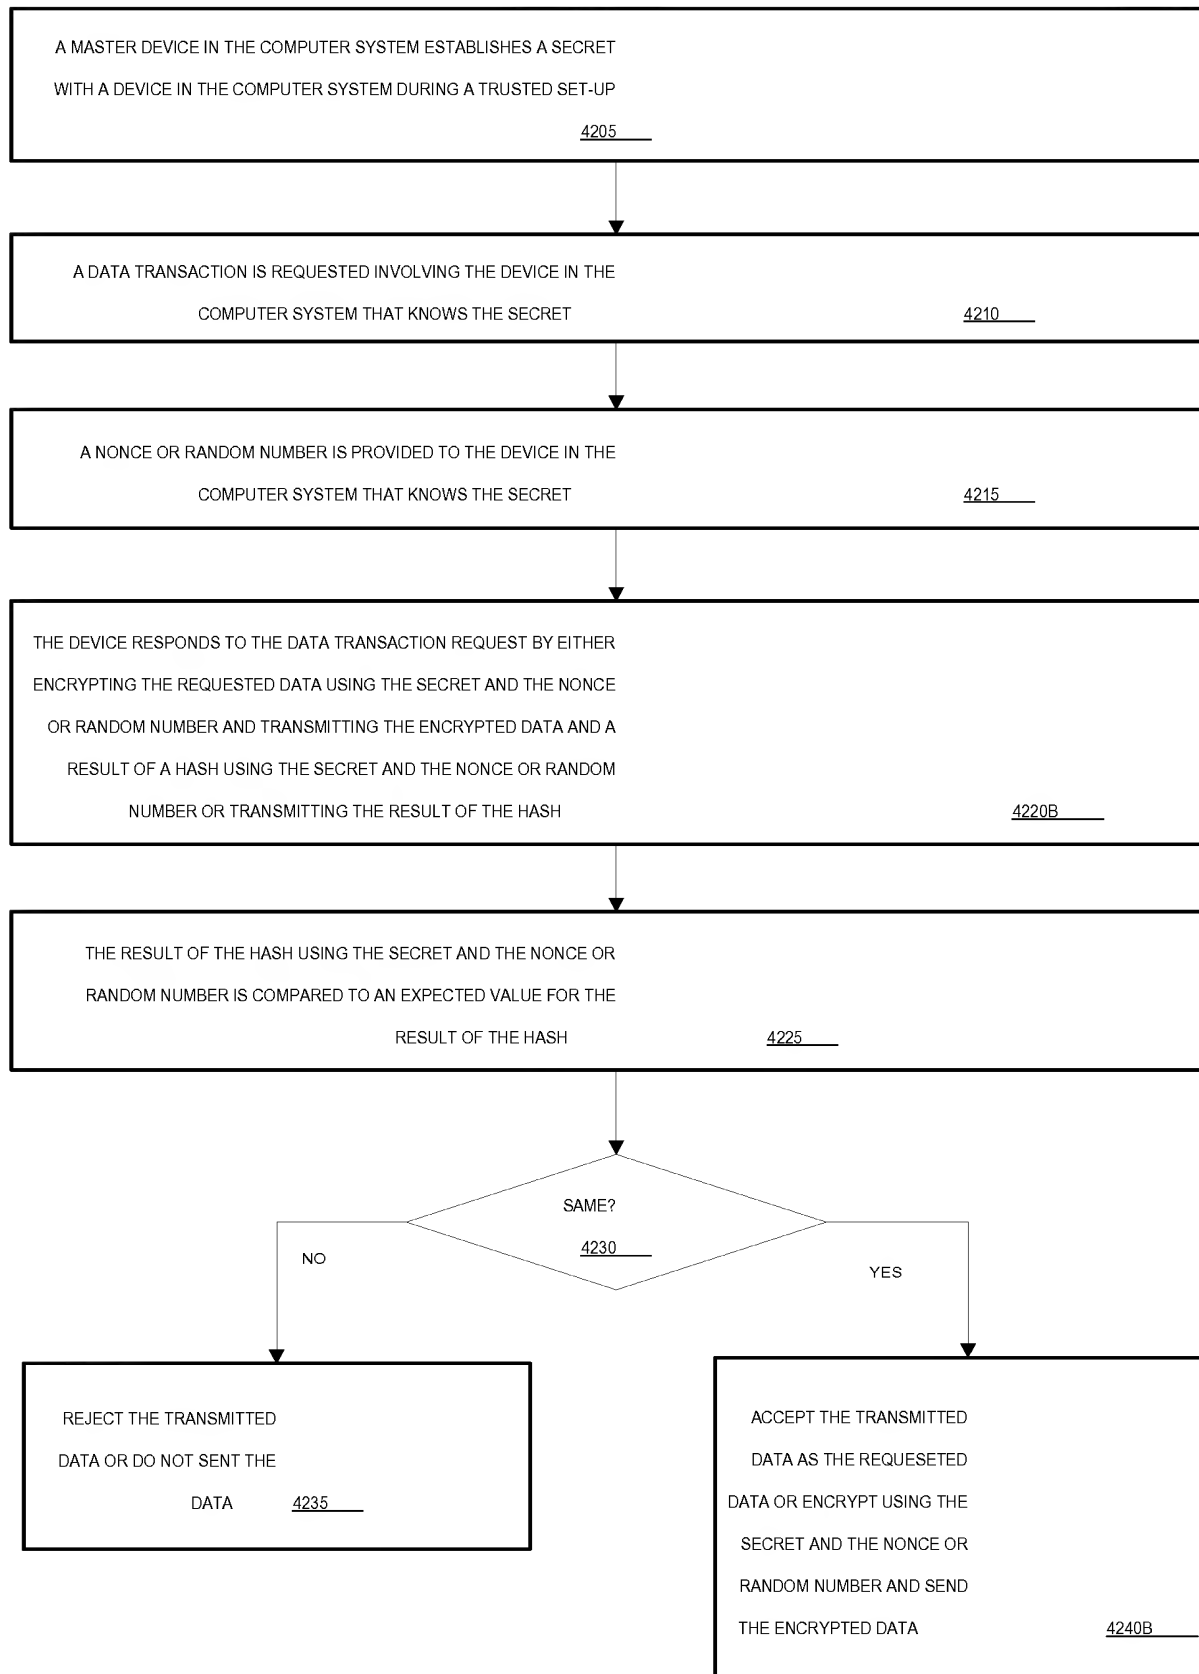 A MASTER DEVICE IN THE COMPUTER SYSTEM ESTABLISHES A SECRET
WITH A DEVICE IN THE COMPUTER SYSTEM DURING A TRUSTED SET-UP
4205
A DATA TRANSACTION IS REQUESTED INVOLVING THE DEVICE IN THE
COMPUTER SYSTEM THAT KNOWS THE SECRET 4210
A NONCE OR RANDOM NUMBER IS PROVIDED TO THE DEVICE IN THE
COMPUTER SYSTEM THAT KNOWS THE SECRET 4215
THE DEVICE RESPONDS TO THE DATA TRANSACTION REQUEST BY EITHER
ENCRYPTING THE REQUESTED DATA USING THE SECRET AND THE NONCE
OR RANDOM NUMBER AND TRANSMITTING THE ENCRYPTED DATA AND A
RESULT OF A HASH USING THE SECRET AND THE NONCE OR RANDOM
NUMBER OR TRANSMITTING THE RESULT OF THE HASH 4220B
THE RESULT OF THE HASH USING THE SECRET AND THE NONCE OR
RANDOM NUMBER IS COMPARED TO AN EXPECTED VALUE FOR THE
RESULT OF THE HASH 4225
SAME?
4230
NO
YES
REJECT THE TRANSMITTED
DATA OR DO NOT SENT THE
DATA 4235
ACCEPT THE TRANSMITTED
DATA AS THE REQUESETED
DATA OR ENCRYPT USING THE
SECRET AND THE NONCE OR
RANDOM NUMBER AND SEND
THE ENCRYPTED DATA 4240B